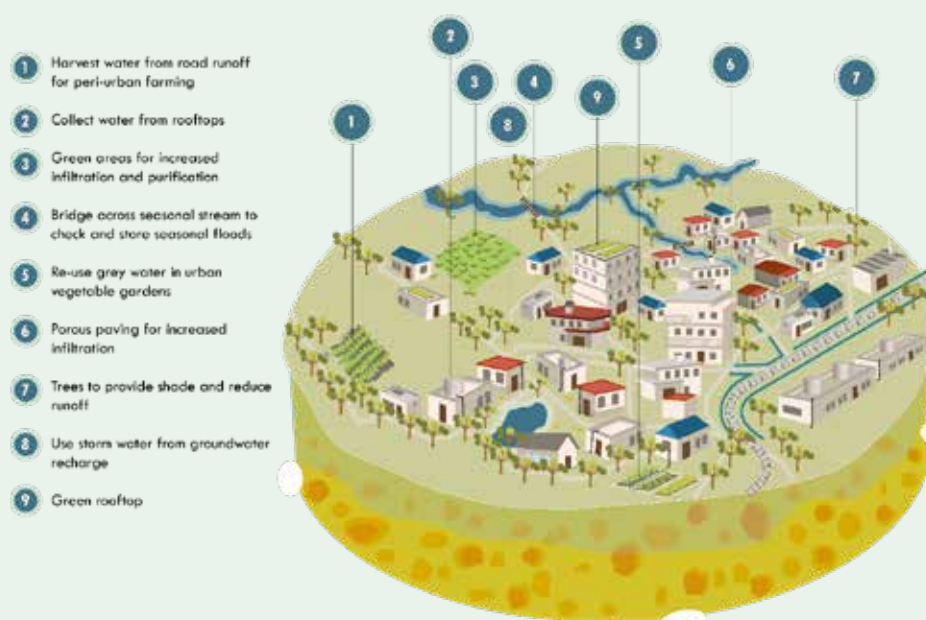 1 Harvest water from road runoff
for peri-urban farming
2 Collect water from rooftops
3 Green areas for increased
infiltration and purification
4 Bridge across seasonal stream to
check and store seasonal floods
5 Re-use grey water in urban
vegetable gardens
6 Porous paving for increased
infiltration
7 Trees to provide shade and reduce
runoff
8 Use storm water from groundwater
recharge
9 Green rooftop
2
5
6
3
4
7
9
1
8